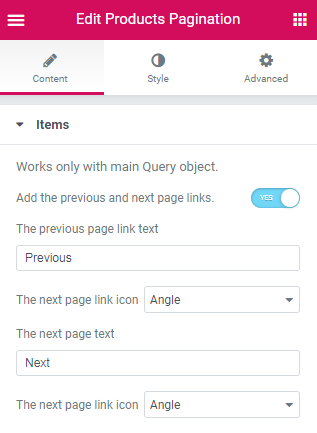 Edit Products Pagination
Content Style Advanced
Items
Works only with main Query object.
Add the previous and next page links. YES
The previous page link text
Previous
The next page link icon Angle
The next page text
Next
The next page link icon Angle